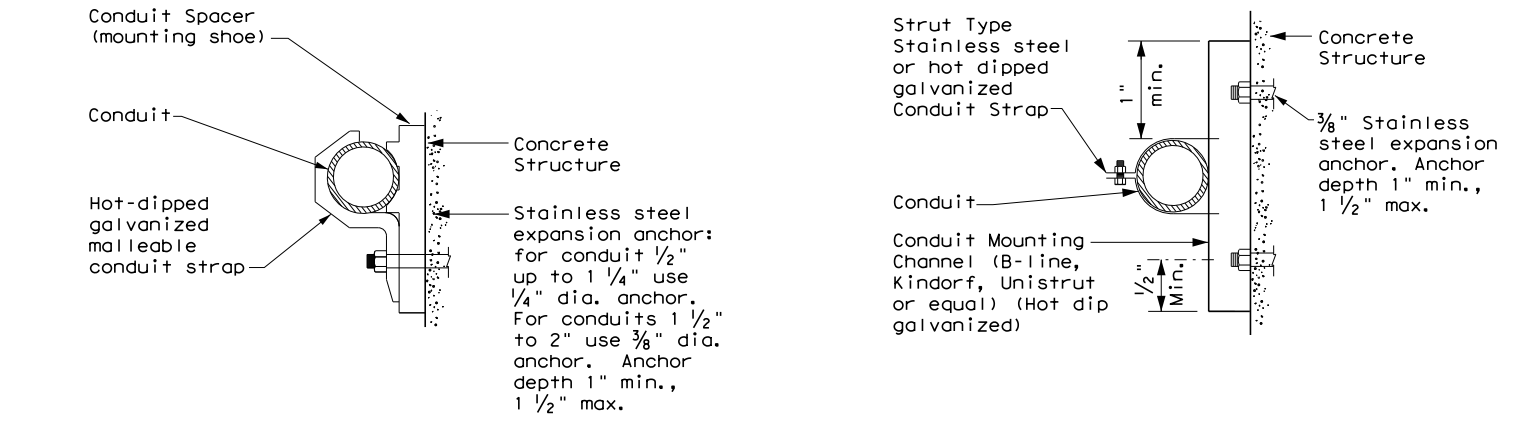 Conduit Spacer
(mounting shoe)
Conduit
Hot-dipped
galvanized
malleable
conduit strap
Concrete
Structure
Stainless steel
expansion anchor:
for conduit ½"
up to 1 ¼" use
¼" dia. anchor.
For conduits 1 ½"
to 2" use ⅜" dia.
anchor. Anchor
depth 1" min.,
1 ½" max.
Strut Type
Stainless steel
or hot dipped
galvanized
Conduit Strap
1"
min.
Conduit
Conduit Mounting
Channel (B-line,
Kindorf, Unistrut
or equal) (Hot dip
galvanized)
½"
Min.
Concrete
Structure
⅜" Stainless
steel expansion
anchor. Anchor
depth 1" min.,
1 ½" max.